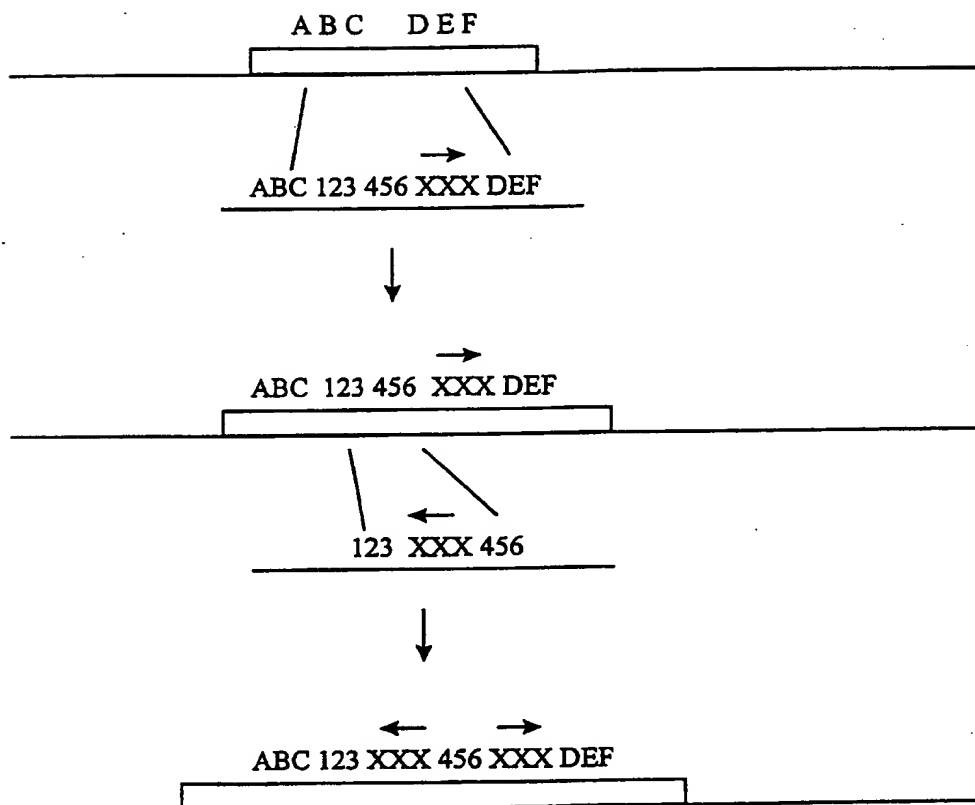 ABC DEF
ABC 123 456 XXX DEF
ABC 123 456 XXX DEF
123 XXX 456
ABC 123 XXX 456 XXX DEF